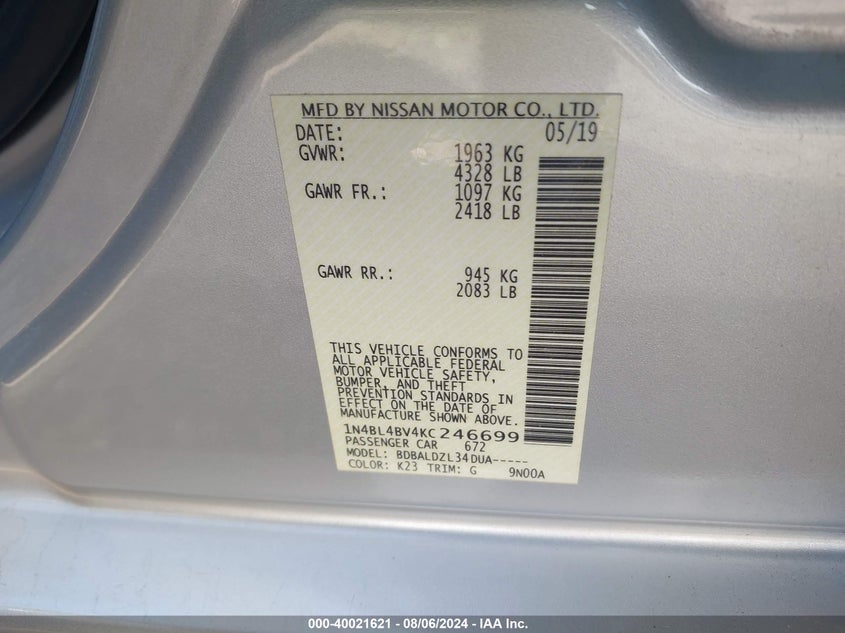 MFD BY NISSAN MOTOR CO., LTD.
DATE: 05/19
GVWR: 1963 KG
4328 LB
GAWR FR.: 1097 KG
2418 LB
GAWR RR.: 945 KG
2083 LB
THIS VEHICLE CONFORMS TO
ALL APPLICABLE FEDERAL
MOTOR VEHICLE SAFETY,
BUMPER, AND THEFT
PREVENTION STANDARDS IN
EFFECT ON THE DATE OF
MANUFACTURE SHOWN ABOVE.
1N4BL4BV4KC246699
PASSENGER CAR 672
MODEL: BDBALDZL34DUA-----
COLOR: K23 TRIM: G 9N00A
000-40021621 - 08/06/2024 - IAA Inc.